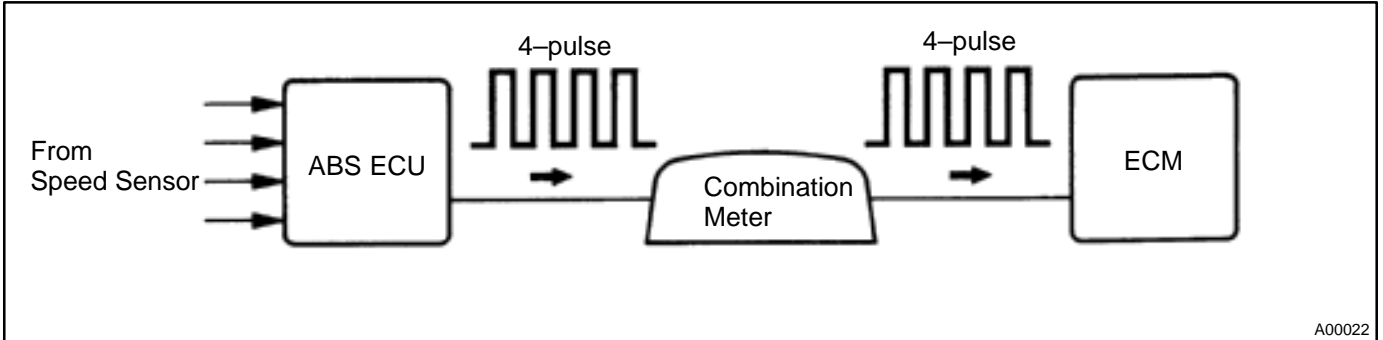 4–pulse
4–pulse
From
Speed Sensor
ABS ECU
Combination
Meter
ECM
A00022